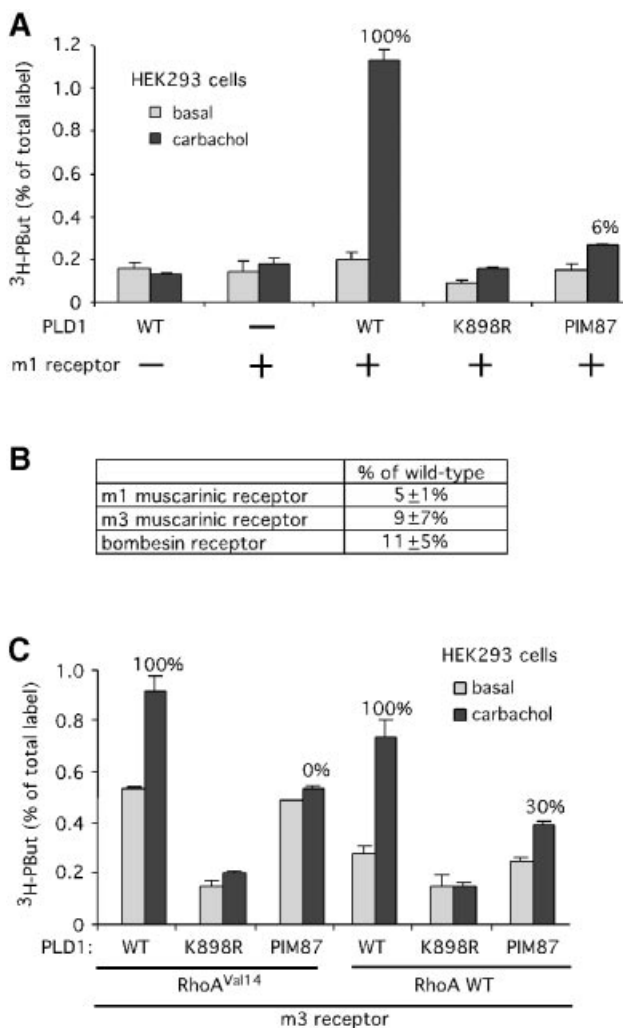 A
³H-PBut (% of total label)
1.2
1.0
0.8
0.6
0.4
0.2
0
HEK293 cells
basal
carbachol
100%
6%
PLD1 WT — WT K898R PIM87
m1 receptor — + + + +
B
% of wild-type
m1 muscarinic receptor 5±1%
m3 muscarinic receptor 9±7%
bombesin receptor 11±5%
C
³H-PBut (% of total label)
1.0
0.8
0.6
0.4
0.2
0
HEK293 cells
basal
carbachol
100%
0%
100%
30%
PLD1: WT K898R PIM87 WT K898R PIM87
RhoAVal14 RhoA WT
m3 receptor